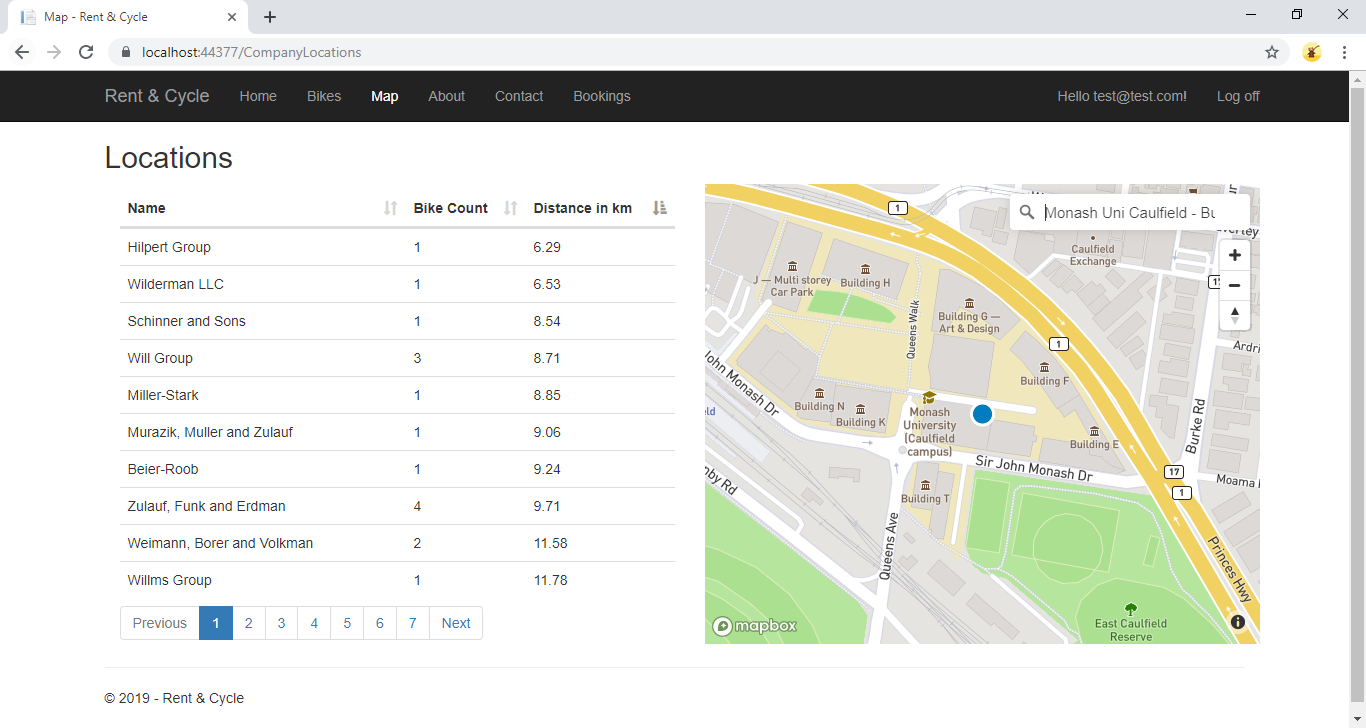 Map - Rent & Cycle
localhost:44377/CompanyLocations
Rent & Cycle Home Bikes Map About Contact Bookings Hello test@test.com! Log off
Locations
Name Bike Count Distance in km
Hilpert Group 1 6.29
Wilderman LLC 1 6.53
Schinner and Sons 1 8.54
Will Group 3 8.71
Miller-Stark 1 8.85
Murazik, Muller and Zulauf 1 9.06
Beier-Roob 1 9.24
Zulauf, Funk and Erdman 4 9.71
Weimann, Borer and Volkman 2 11.58
Willms Group 1 11.78
Previous 1 2 3 4 5 6 7 Next
Monash Uni Caulfield - Bu
1
Caulfield
Exchange
J — Multi storey
Car Park
Building H
Building G —
Art & Design
Queens Walk
1
Building F
John Monash Dr
Building N
Building K
Monash
University
(Caulfield
campus)
Building E
Burke Rd
Sir John Monash Dr
17
1
Building T
Queens Ave
Princes Hwy
East Caulfield
Reserve
mapbox
© 2019 - Rent & Cycle